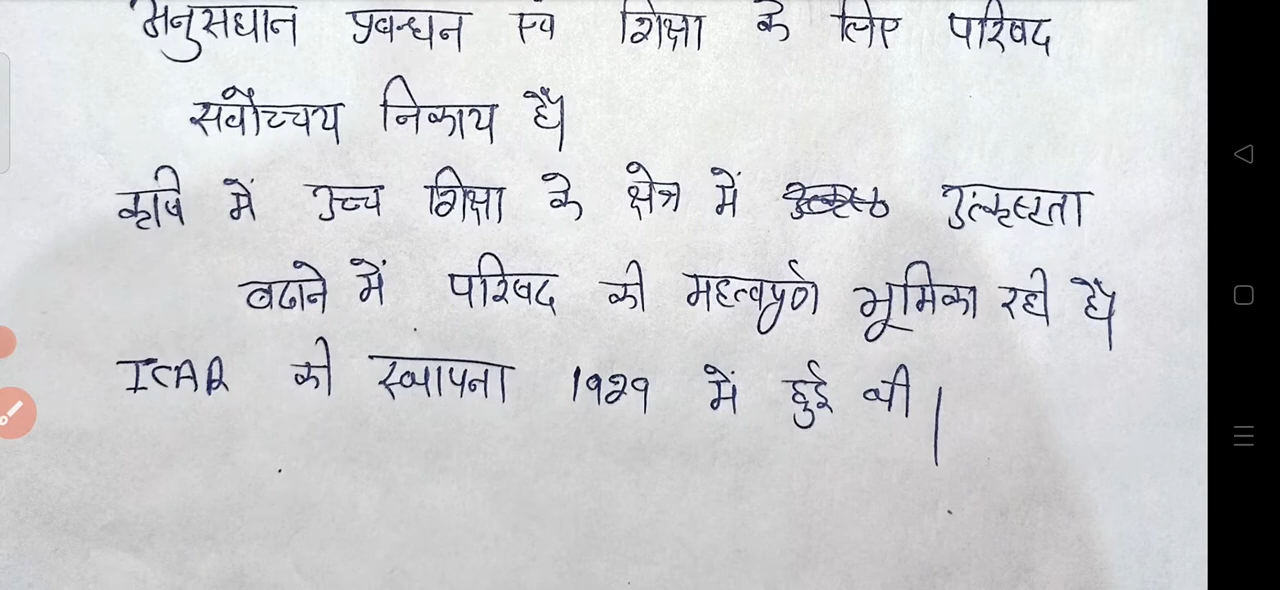 अनुसधान प्रबन्धन एव शिक्षा के लिए परिषद
सर्वोच्चय निकाय है।
कृषि में उच्च शिक्षा के क्षेत्र में उत्कृष्टता
बढाने में परिषद की महत्वपुर्ण भूमिका रही है।
ICAR की स्थापना 1929 में हुई थी।